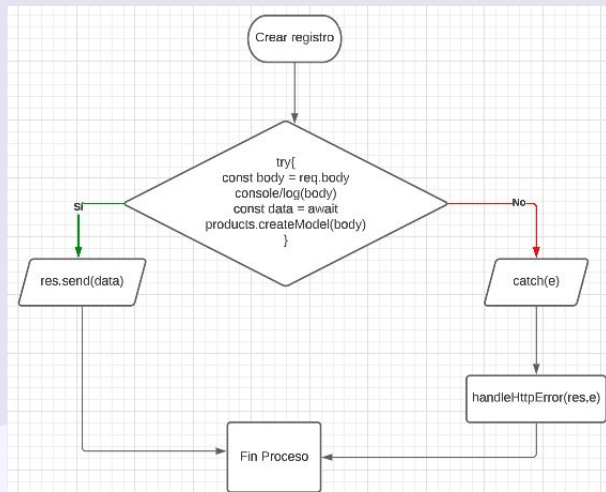 Crear registro
try{
const body = req.body
console/log(body)
const data = await
products.createModel(body)
}
Sí
No
res.send(data)
catch(e)
handleHttpError(res,e)
Fin Proceso